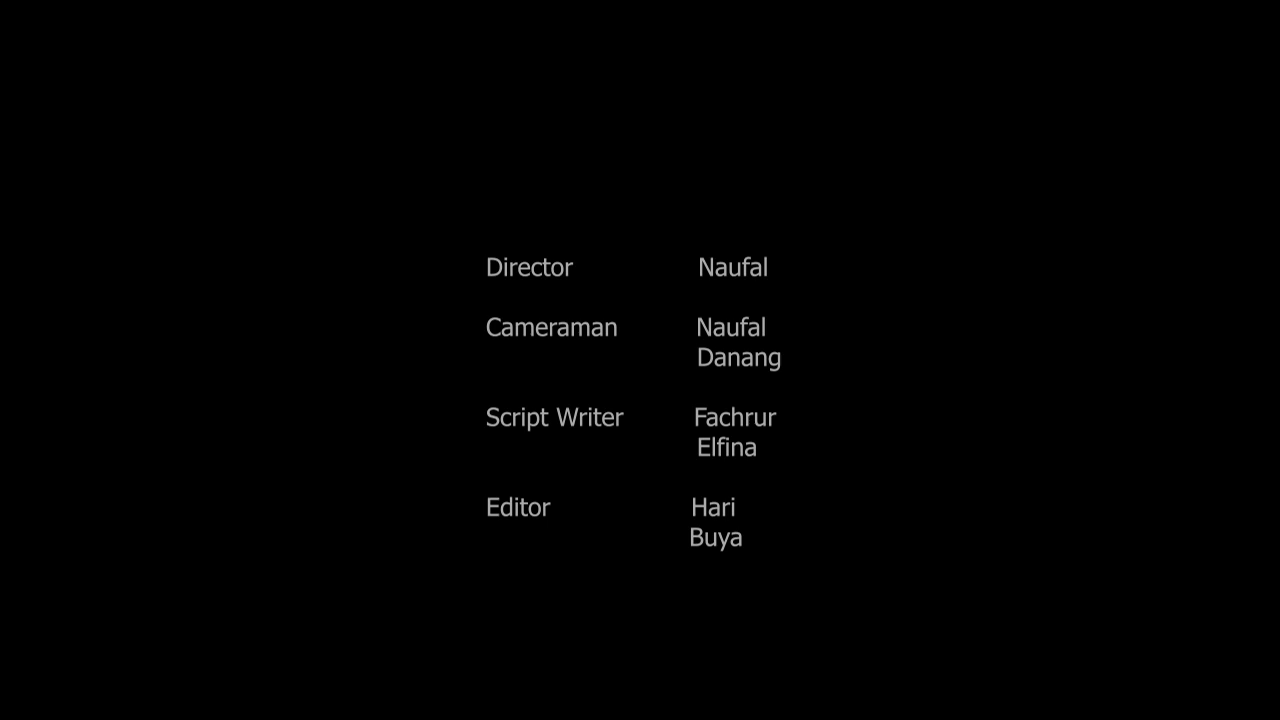 Director Naufal
Cameraman Naufal
Danang
Script Writer Fachrur
Elfina
Editor Hari
Buya